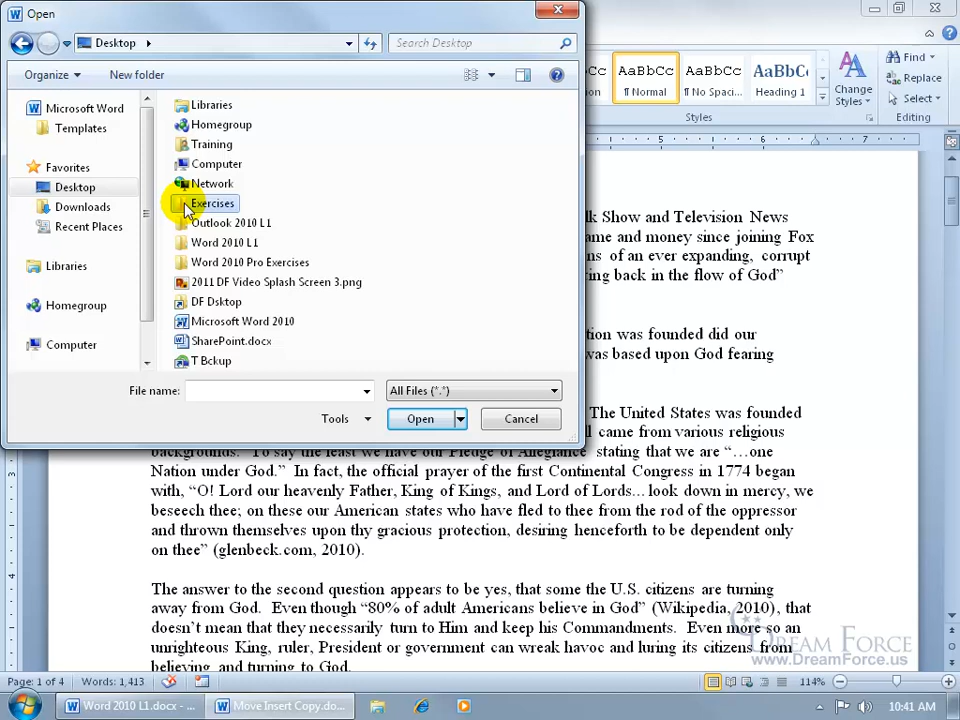 Open
Desktop
Search Desktop
Organize
New folder
Microsoft Word
Templates
Favorites
Desktop
Downloads
Recent Places
Libraries
Homegroup
Computer
Libraries
Homegroup
Training
Computer
Network
Exercises
Outlook 2010 L1
Word 2010 L1
Word 2010 Pro Exercises
2011 DF Video Splash Screen 3.png
DF Dsktop
Microsoft Word 2010
SharePoint.docx
T Bckup
File name:
All Files (*.*)
Tools
Open
Cancel
AaBbCc
¶ Normal
AaBbCc
¶ No Spaci...
AaBbC
Heading 1
Change
Styles
Styles
Find
Replace
Select
Editing
5
6
7
lk Show and Television News
ame and money since joining Fox
ns of an ever expanding, corrupt
ing back in the flow of God”
tion was founded did our
was based upon God fearing
The United States was founded
ll came from various religious
backgrounds. To say the least we have our Pledge of Allegiance stating that we are “…one
Nation under God.” In fact, the official prayer of the first Continental Congress in 1774 began
with, “O! Lord our heavenly Father, King of Kings, and Lord of Lords... look down in mercy, we
beseech thee; on these our American states who have fled to thee from the rod of the oppressor
and thrown themselves upon thy gracious protection, desiring henceforth to be dependent only
on thee” (glenbeck.com, 2010).
The answer to the second question appears to be yes, that some the U.S. citizens are turning
away from God. Even though “80% of adult Americans believe in God” (Wikipedia, 2010), that
doesn’t mean that they necessarily turn to Him and keep his Commandments. Even more so an
unrighteous King, ruler, President or government can wreak havoc and luring its citizens from
believing and turning to God.
3
4
DREAM FORCE
www.DreamForce.us
Page: 1 of 4
Words: 1,413
114%
Word 2010 L1.docx - ...
Move Insert Copy.do...
10:41 AM